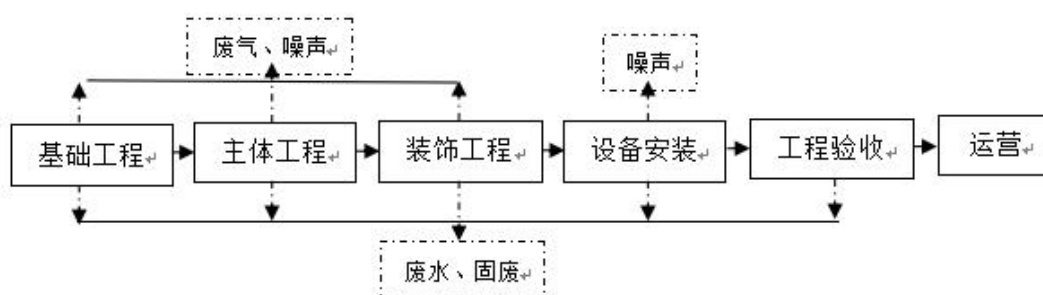 废气、噪声
噪声
基础工程
主体工程
装饰工程
设备安装
工程验收
运营
废水、固废